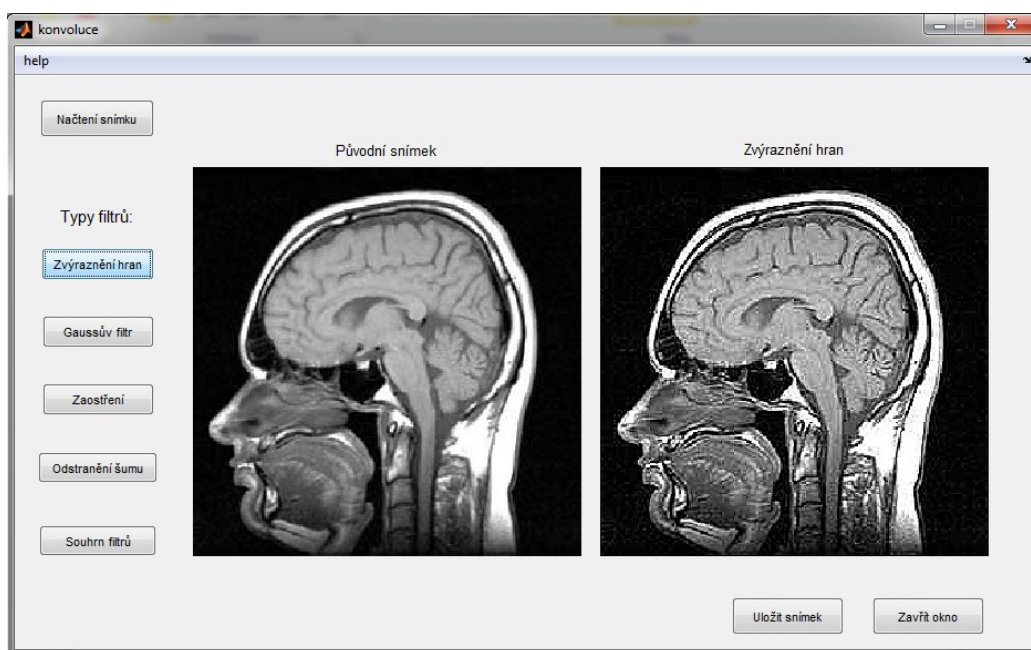 konvoluce
help
Načtení snímku
Původní snímek
Zvýraznění hran
Typy filtrů:
Zvýraznění hran
Gaussův filtr
Zaostření
Odstranění šumu
Souhrn filtrů
Uložit snímek
Zavřít okno